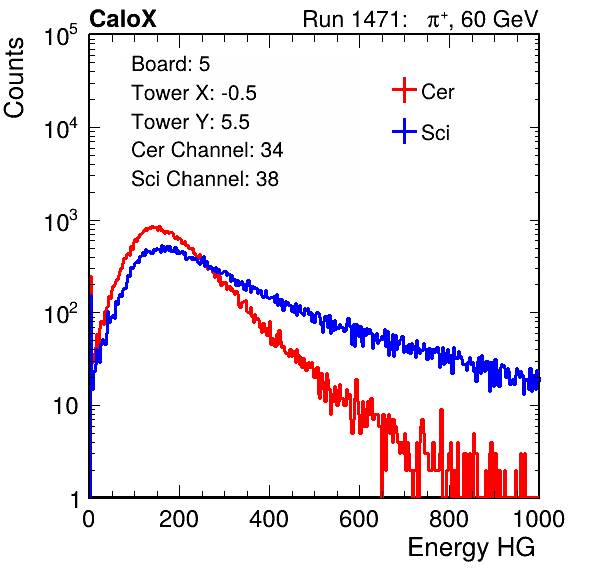 CaloX Run 1471: π⁺, 60 GeV
Counts
Board: 5
Tower X: -0.5
Tower Y: 5.5
Cer Channel: 34
Sci Channel: 38
Cer
Sci
10⁵
10⁴
10³
10²
10
1
0 200 400 600 800 1000
Energy HG